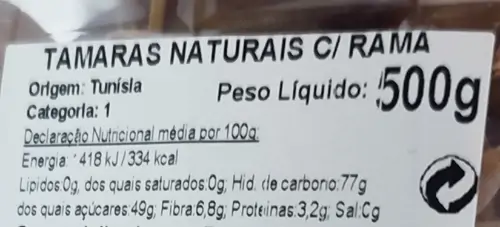 TAMARAS NATURAIS C/ RAMA
Origem: Tunísia
Peso Líquido: 500g
Categoria: 1
Declaração Nutricional média por 100g:
Energia: 1418 kJ/334 kcal
Lípidos:0g, dos quais saturados:0g; Hid. de carbono:77g
dos quais açúcares:49g; Fibra:6,8g; Proteínas:3,2g; Sal:0g